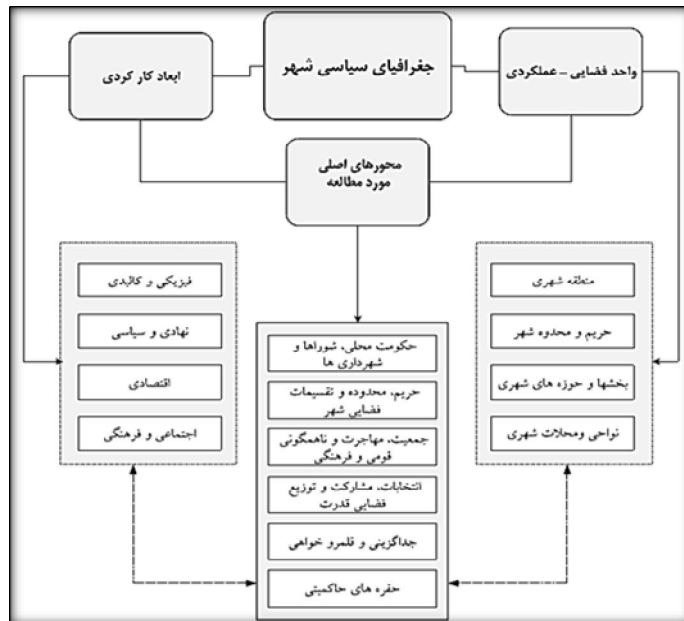 جغرافیای سیاسی شهر
واحد فضایی - عملکردی
ابعاد کارکردی
محورهای اصلی
مورد مطالعه
منطقه شهری
حریم و محدوه شهر
بخشها و حوزه های شهری
نواحی ومحلات شهری
حکومت محلی، شوراها و
شهرداری ها
حریم، محدوده و تقسیمات
فضایی شهر
جمعیت، مهاجرت و ناهمگونی
قومی و فرهنگی
انتخابات، مشارکت و توزیع
فضایی قدرت
جداگزینی و قلمرو خواهی
حفره های حاکمیتی
فیزیکی و کالبدی
نهادی و سیاسی
اقتصادی
اجتماعی و فرهنگی